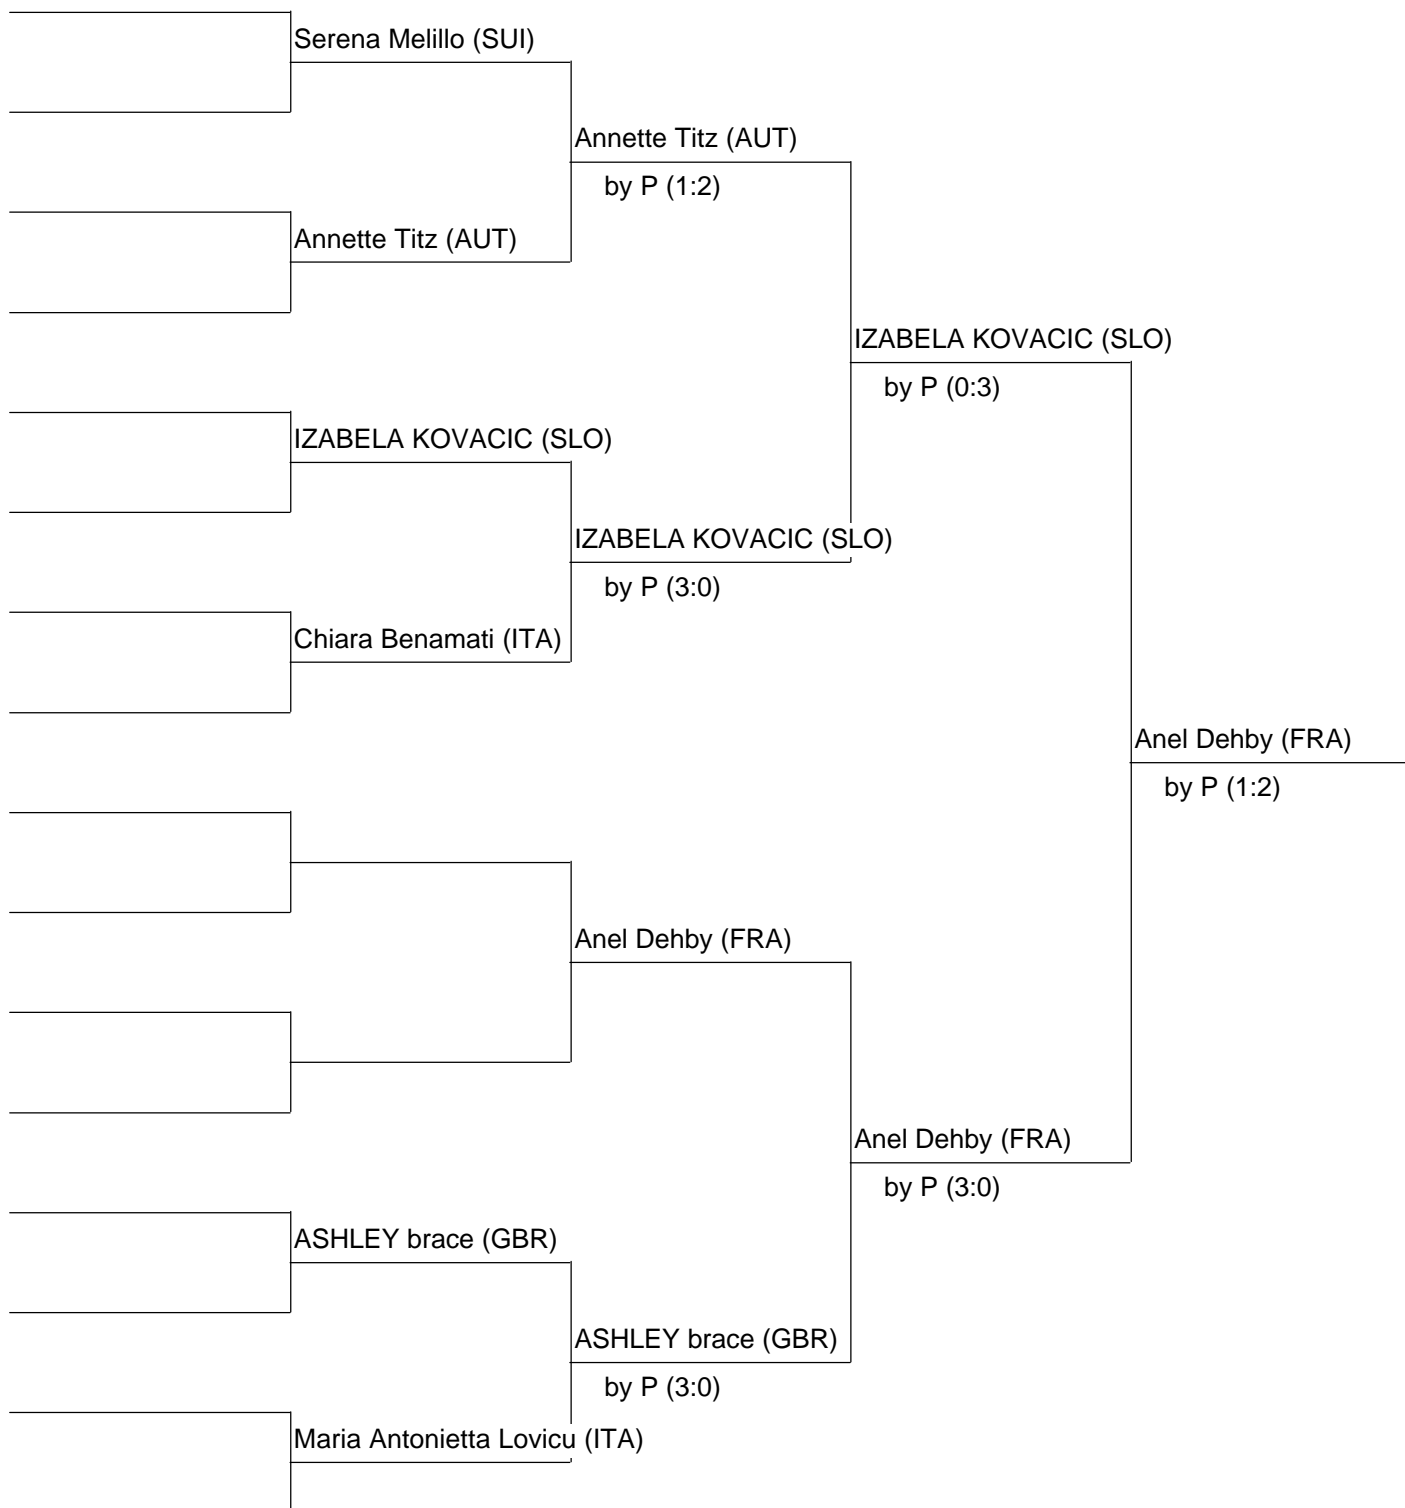 Serena Melillo (SUI)
Annette Titz (AUT)
by P (1:2)
Annette Titz (AUT)
IZABELA KOVACIC (SLO)
by P (0:3)
IZABELA KOVACIC (SLO)
IZABELA KOVACIC (SLO)
by P (3:0)
Chiara Benamati (ITA)
Anel Dehby (FRA)
by P (1:2)
Anel Dehby (FRA)
Anel Dehby (FRA)
by P (3:0)
ASHLEY brace (GBR)
ASHLEY brace (GBR)
by P (3:0)
Maria Antonietta Lovicu (ITA)